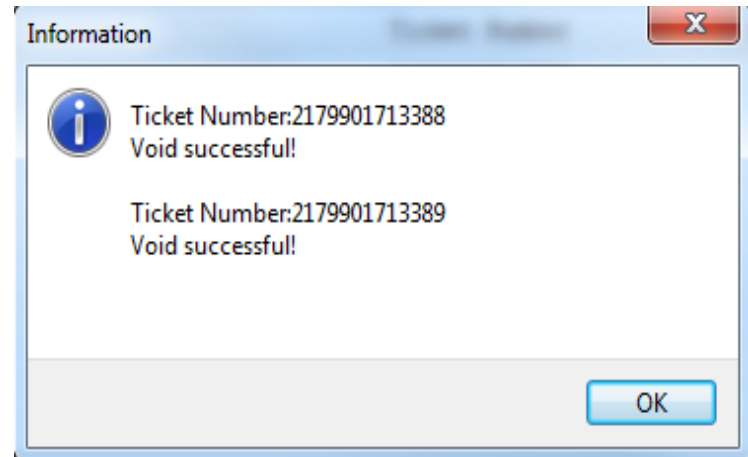 Information
Ticket Number:2179901713388
Void successful!
Ticket Number:2179901713389
Void successful!
OK